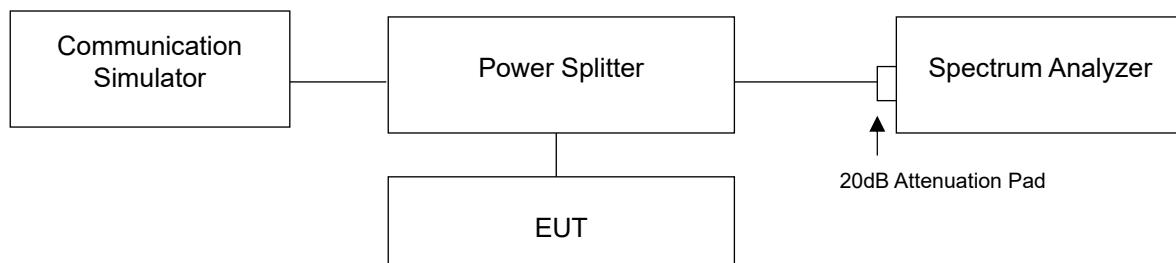 Communication
Simulator
Power Splitter
Spectrum Analyzer
20dB Attenuation Pad
EUT